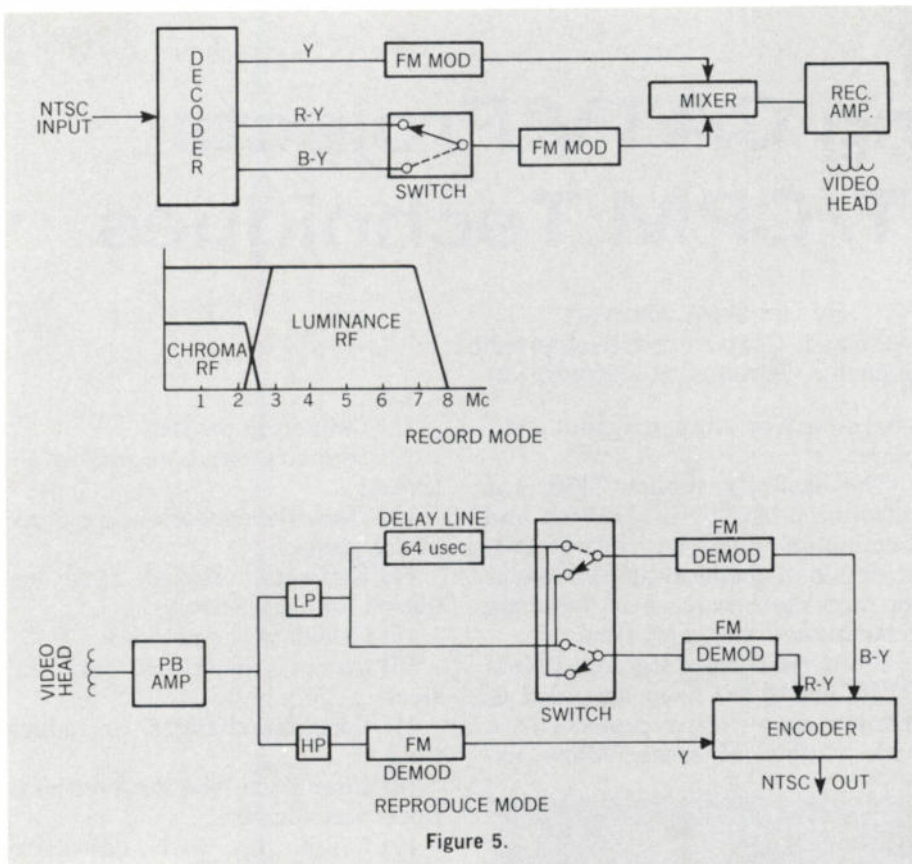 DECODER
Y
FM MOD
NTSC
INPUT
R-Y
B-Y
SWITCH
FM MOD
MIXER
REC.
AMP.
VIDEO
HEAD
CHROMA
RF
LUMINANCE
RF
1 2 3 4 5 6 7 8 Mc
RECORD MODE
DELAY LINE
64 usec
FM
DEMOD
LP
VIDEO
HEAD
PB
AMP
FM
DEMOD
B-Y
R-Y
SWITCH
HP
FM
DEMOD
Y
ENCODER
NTSC OUT
REPRODUCE MODE
Figure 5.